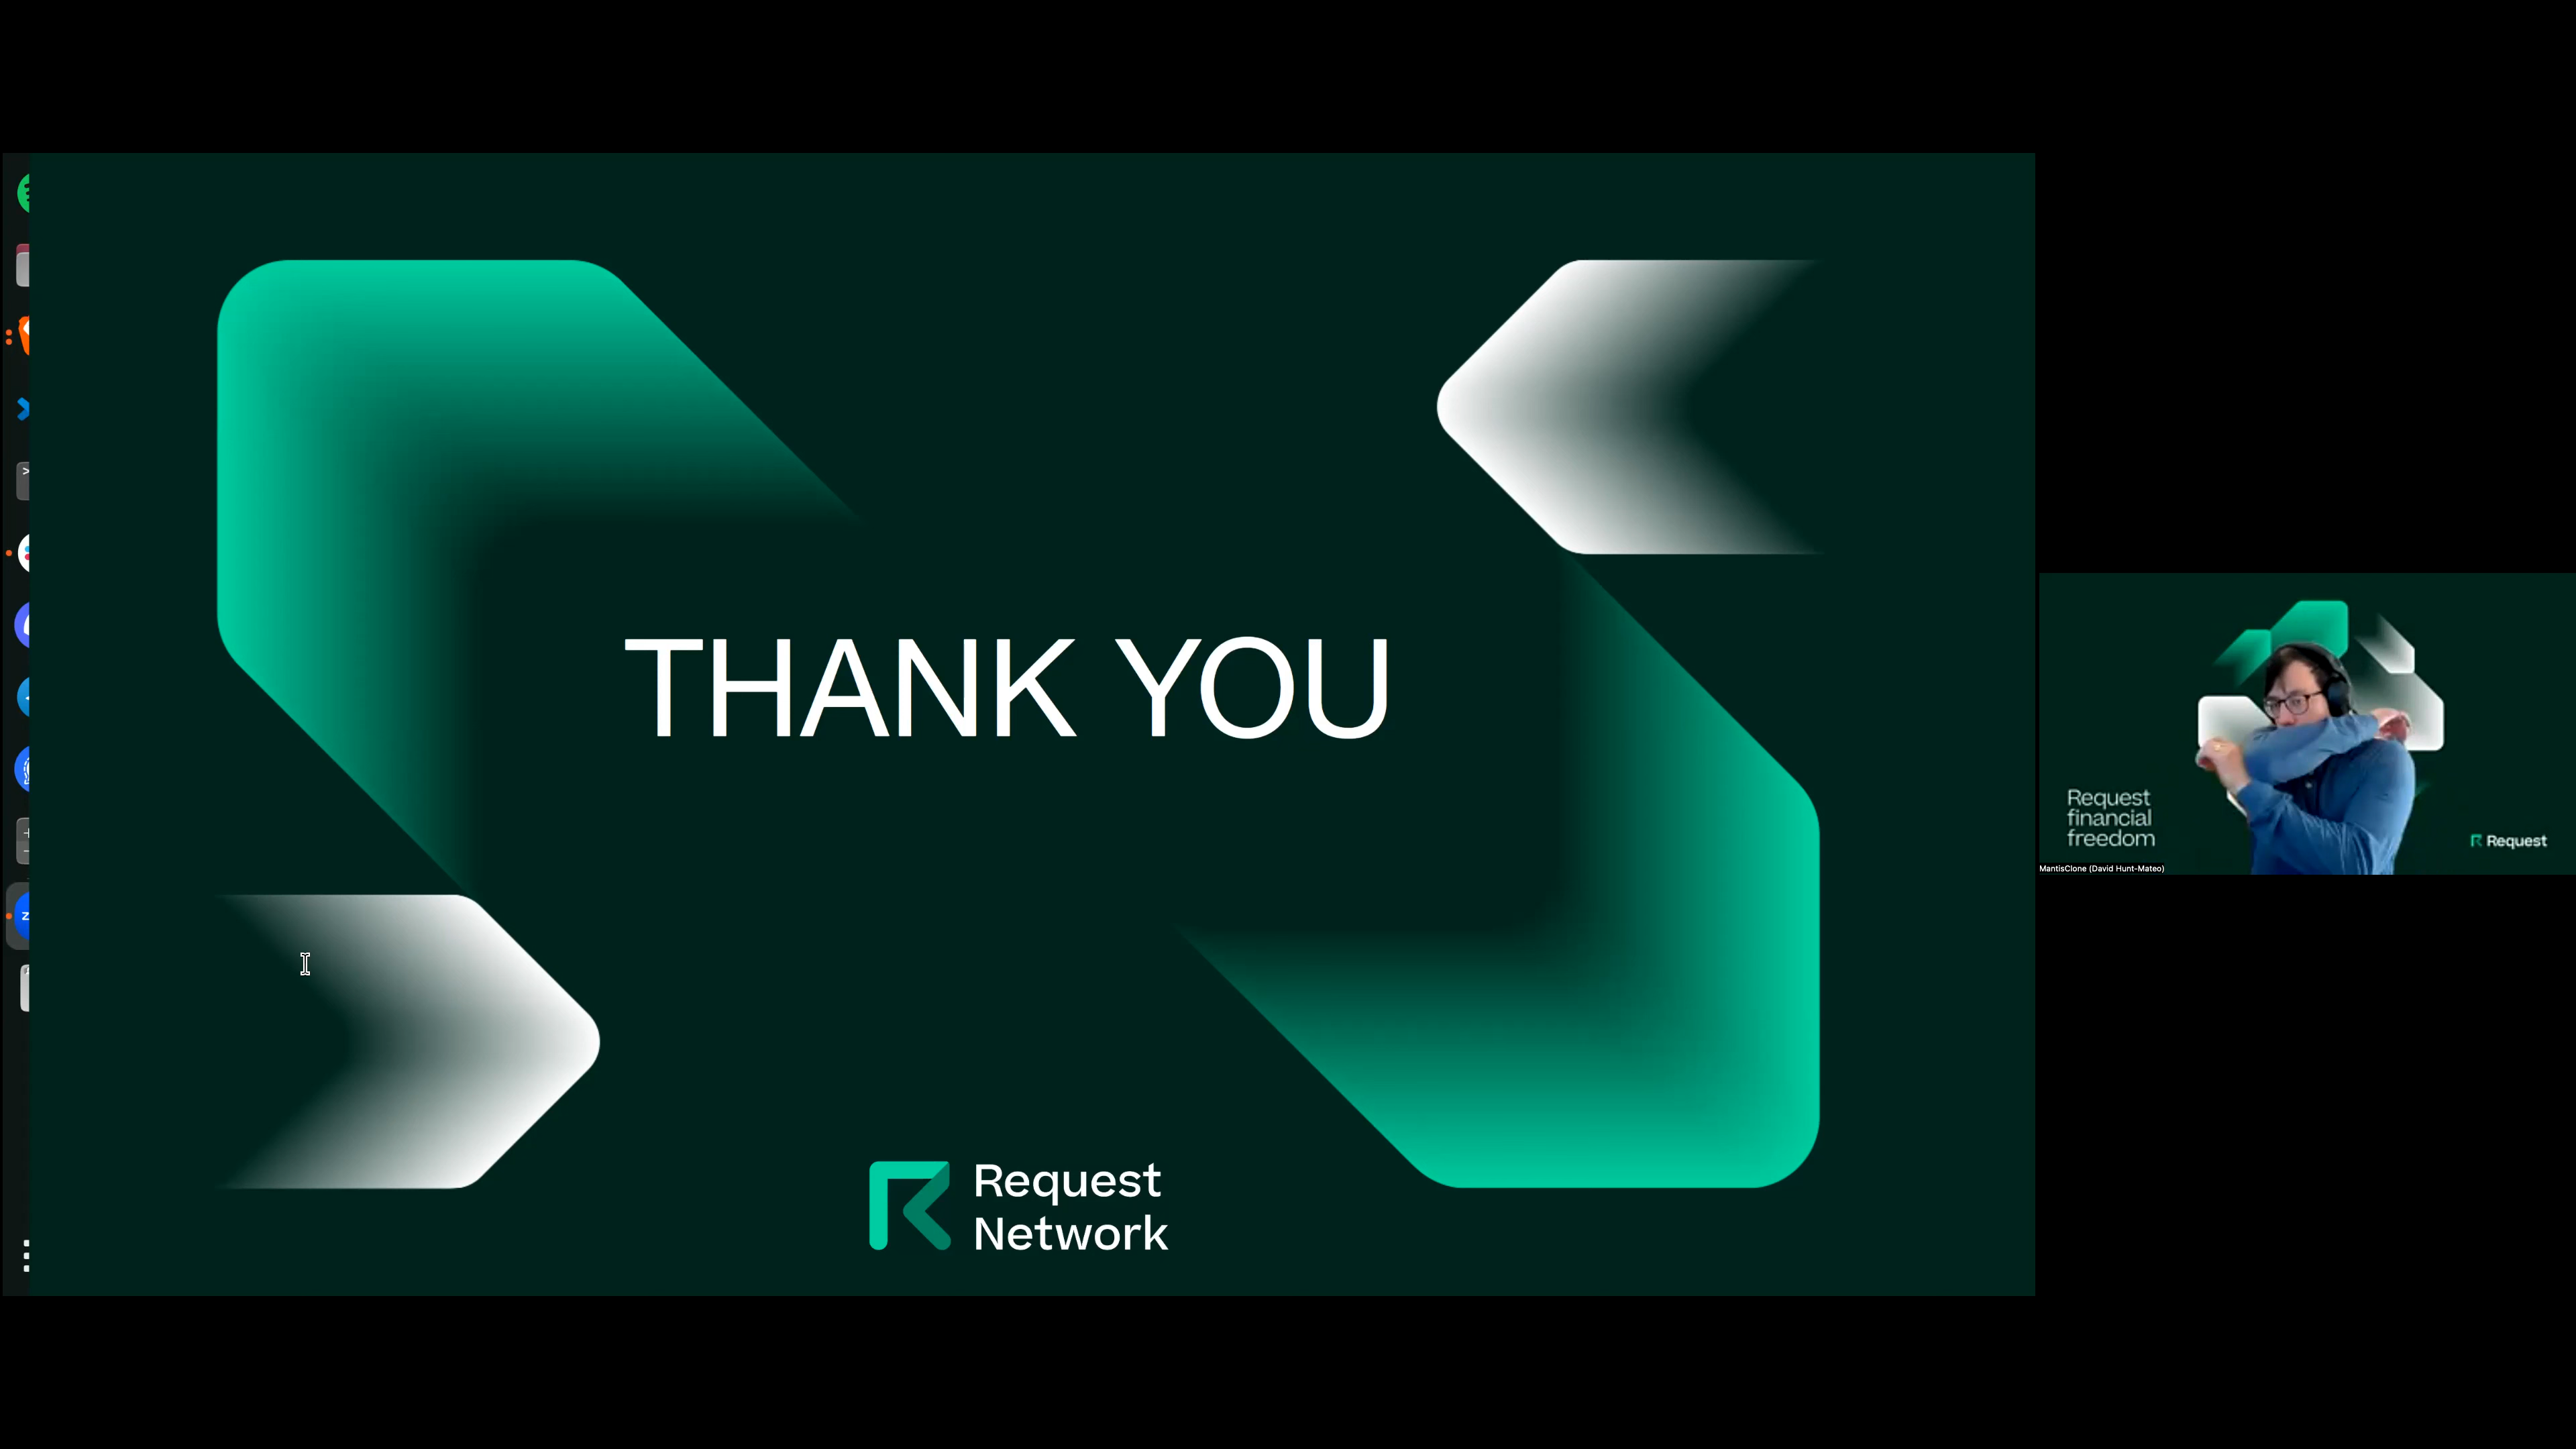 THANK YOU
Request
Network
Request
financial
freedom
Request
MantisClone (David Hunt-Mateo)